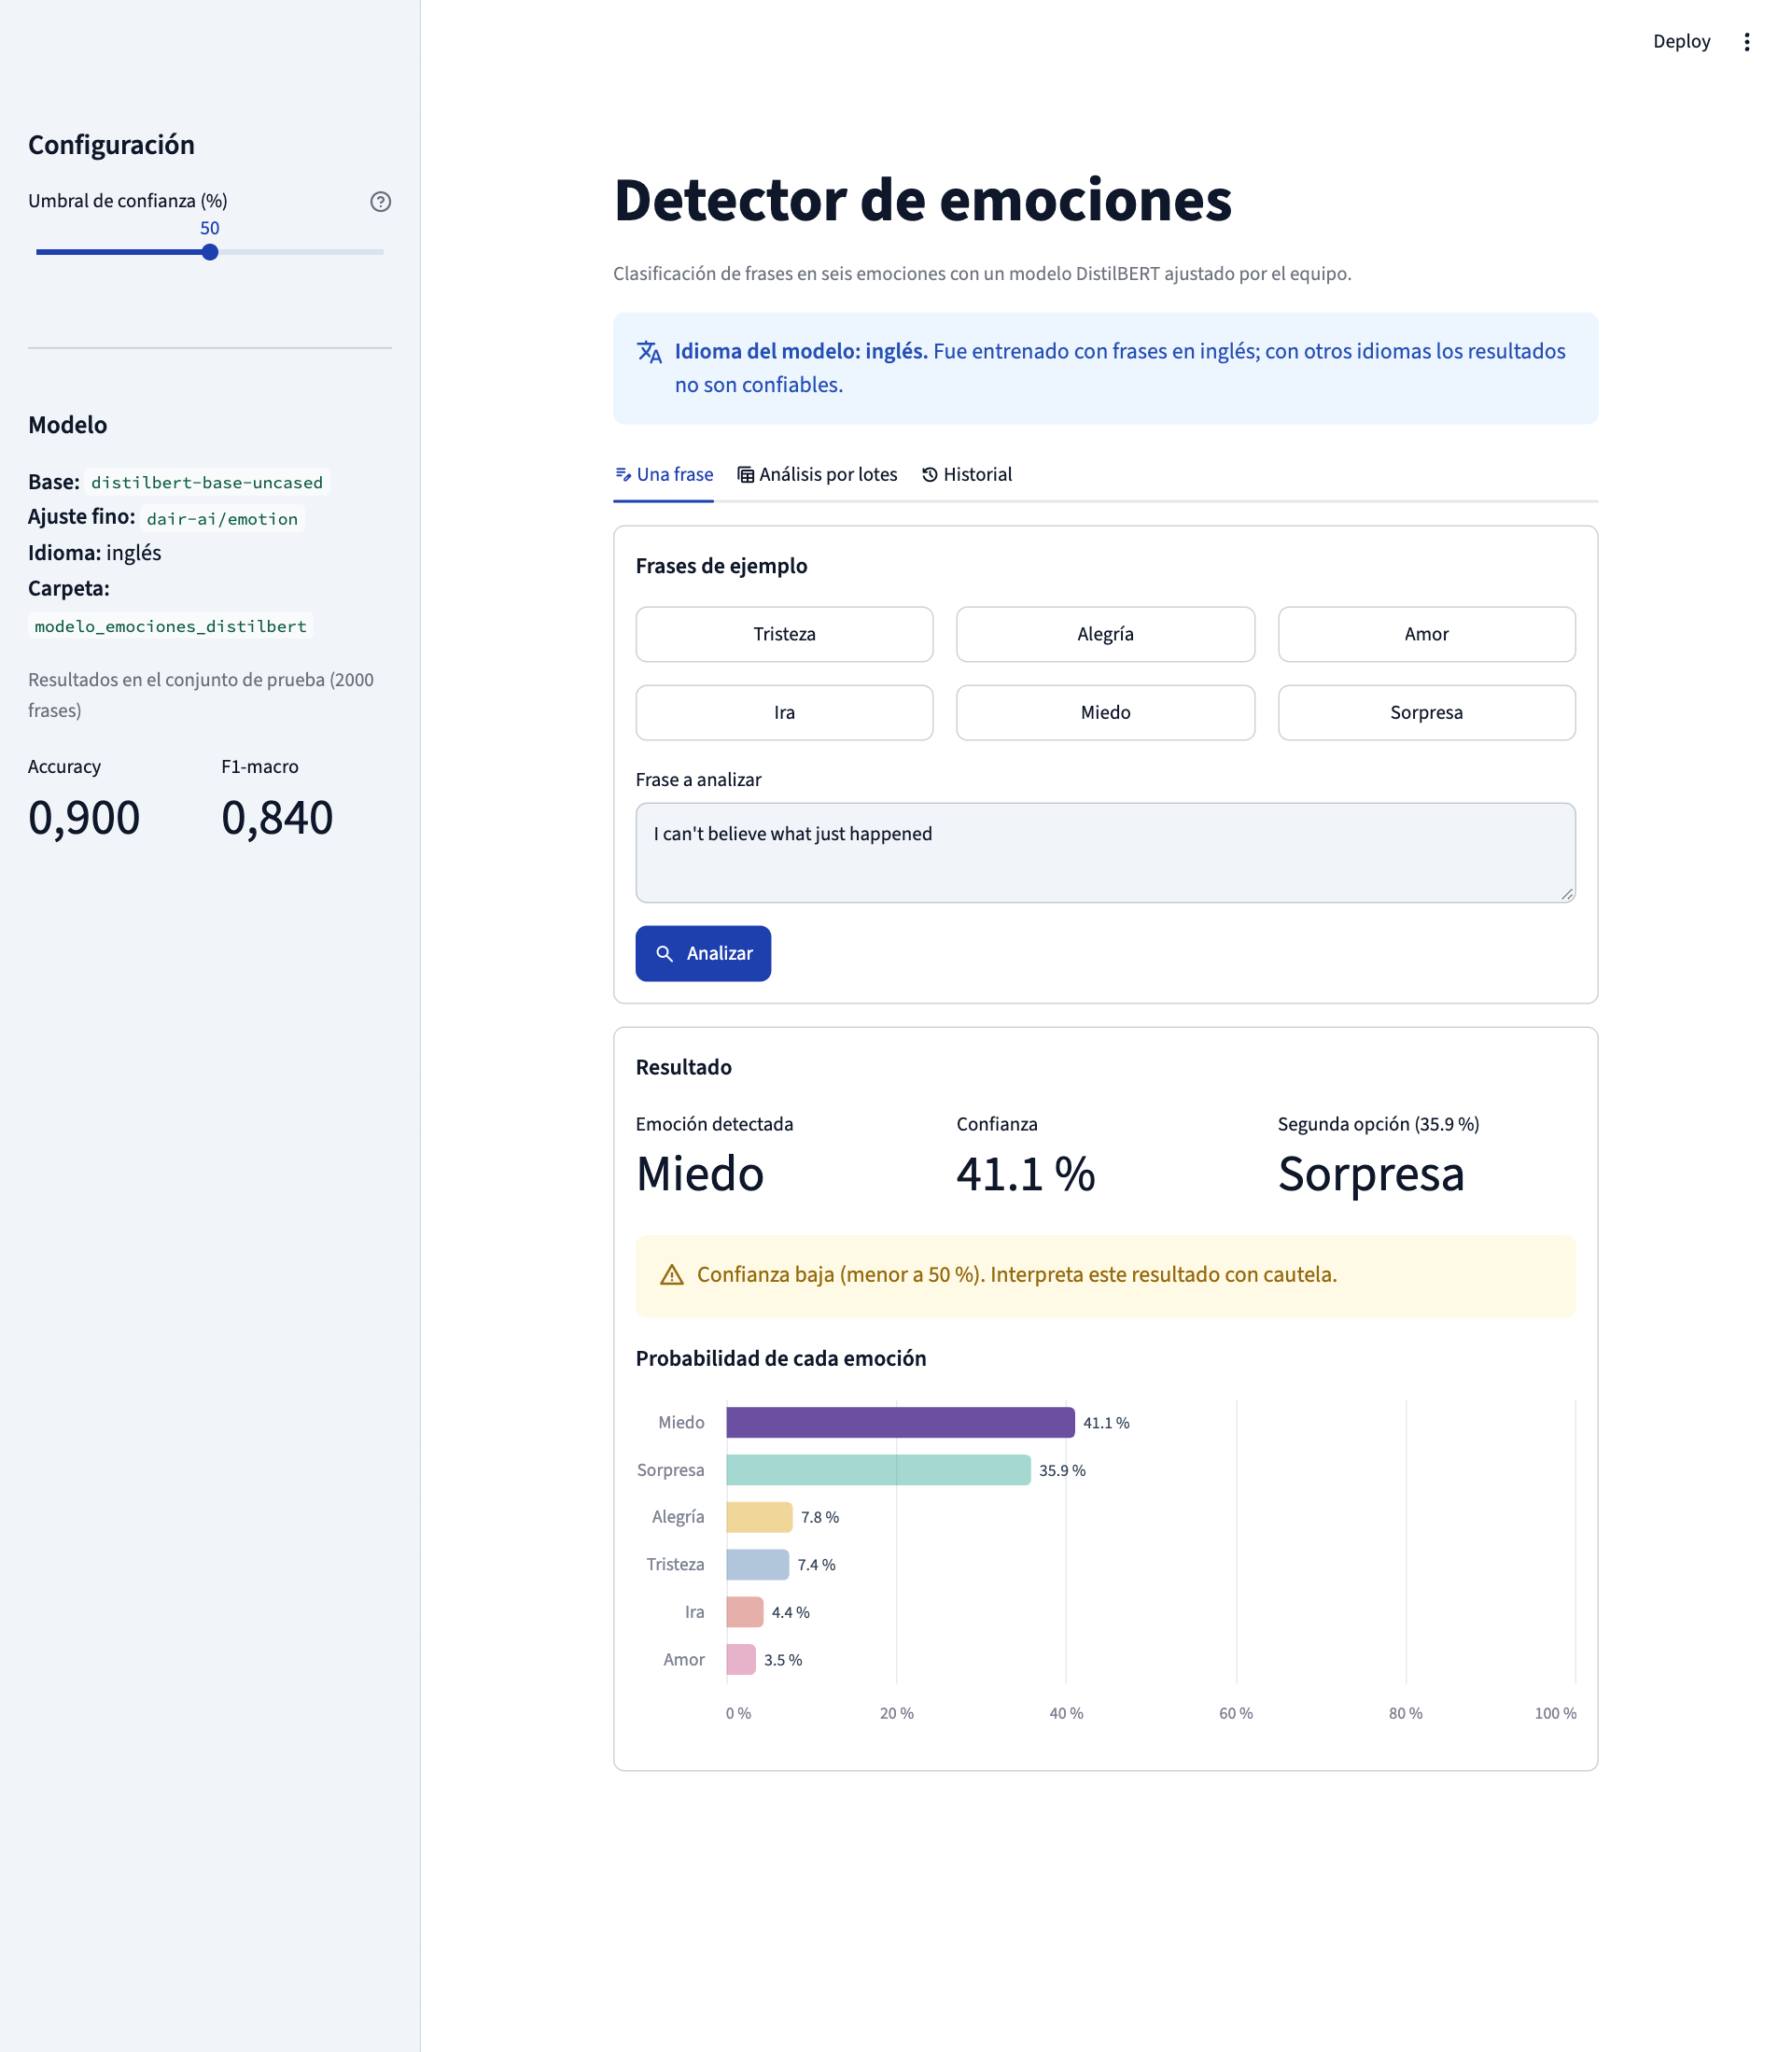 Deploy
Configuración
Umbral de confianza (%)
50
Modelo
Base: distilbert-base-uncased
Ajuste fino: dair-ai/emotion
Idioma: inglés
Carpeta:
modelo_emociones_distilbert
Resultados en el conjunto de prueba (2000
frases)
Accuracy F1-macro
0,900 0,840
Detector de emociones
Clasificación de frases en seis emociones con un modelo DistilBERT ajustado por el equipo.
Idioma del modelo: inglés. Fue entrenado con frases en inglés; con otros idiomas los resultados
no son confiables.
Una frase Análisis por lotes Historial
Frases de ejemplo
Tristeza Alegría Amor
Ira Miedo Sorpresa
Frase a analizar
I can't believe what just happened
Analizar
Resultado
Emoción detectada Confianza Segunda opción (35.9 %)
Miedo 41.1 % Sorpresa
Confianza baja (menor a 50 %). Interpreta este resultado con cautela.
Probabilidad de cada emoción
Miedo 41.1 %
Sorpresa 35.9 %
Alegría 7.8 %
Tristeza 7.4 %
Ira 4.4 %
Amor 3.5 %
0 % 20 % 40 % 60 % 80 % 100 %